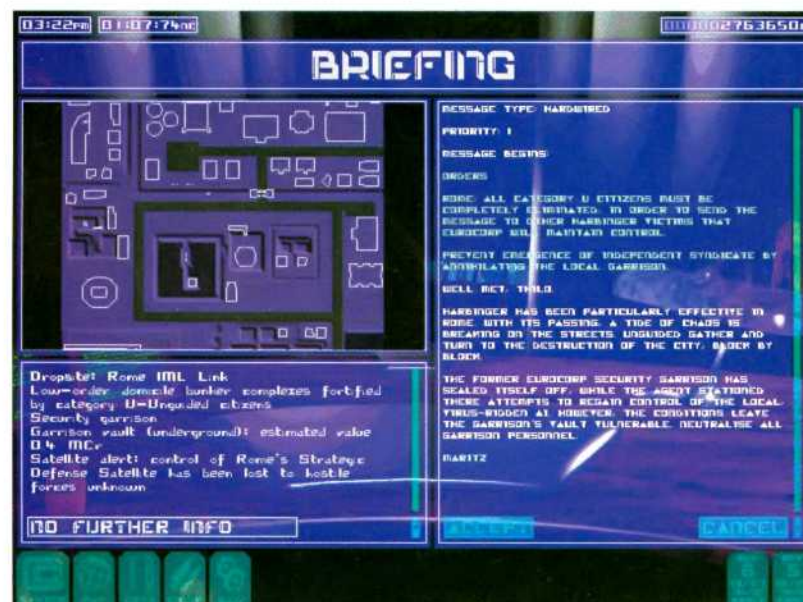 03:22PM 01:07:74NC
BRIEFING
Dropsite: Rome IML Link
Low-order domicile bunker complexes fortified
by category U-Unguided citizens
Security garrison
Garrison vault (underground): estimated value
0.4 MCr
Satellite alert: control of Rome's Strategic
Defense Satellite has been lost to hostile
forces unknown
NO FURTHER INFO
MESSAGE TYPE: HARDWIRED
PRIORITY: 1
MESSAGE BEGINS:
ORDERS
ROME: ALL CATEGORY U CITIZENS MUST BE
COMPLETELY ELIMINATED, IN ORDER TO SEND THE
MESSAGE TO OTHER HARBINGER VICTIMS THAT
EUROCORP WILL MAINTAIN CONTROL.
PREVENT EMERGENCE OF INDEPENDENT SYNDICATE BY
ANNIHILATING THE LOCAL GARRISON.
WELL MET,
HARBINGER HAS BEEN PARTICULARLY EFFECTIVE IN
ROME. WITH ITS PASSING, A TIDE OF CHAOS IS
BREAKING ON THE STREETS. UNGUIDED GATHER AND
TURN TO THE DESTRUCTION OF THE CITY, BLOCK BY
BLOCK.
THE FORMER EUROCORP SECURITY GARRISON HAS
SEALED ITSELF OFF, WHILE THE AGENT STATIONED
THERE ATTEMPTS TO REGAIN CONTROL OF THE LOCAL
VIRUS-RIDDEN AI. HOWEVER, THE CONDITIONS LEAVE
THE GARRISON'S VAULT VULNERABLE. NEUTRALISE ALL
GARRISON PERSONNEL.
MARITZ
ACCEPT CANCEL